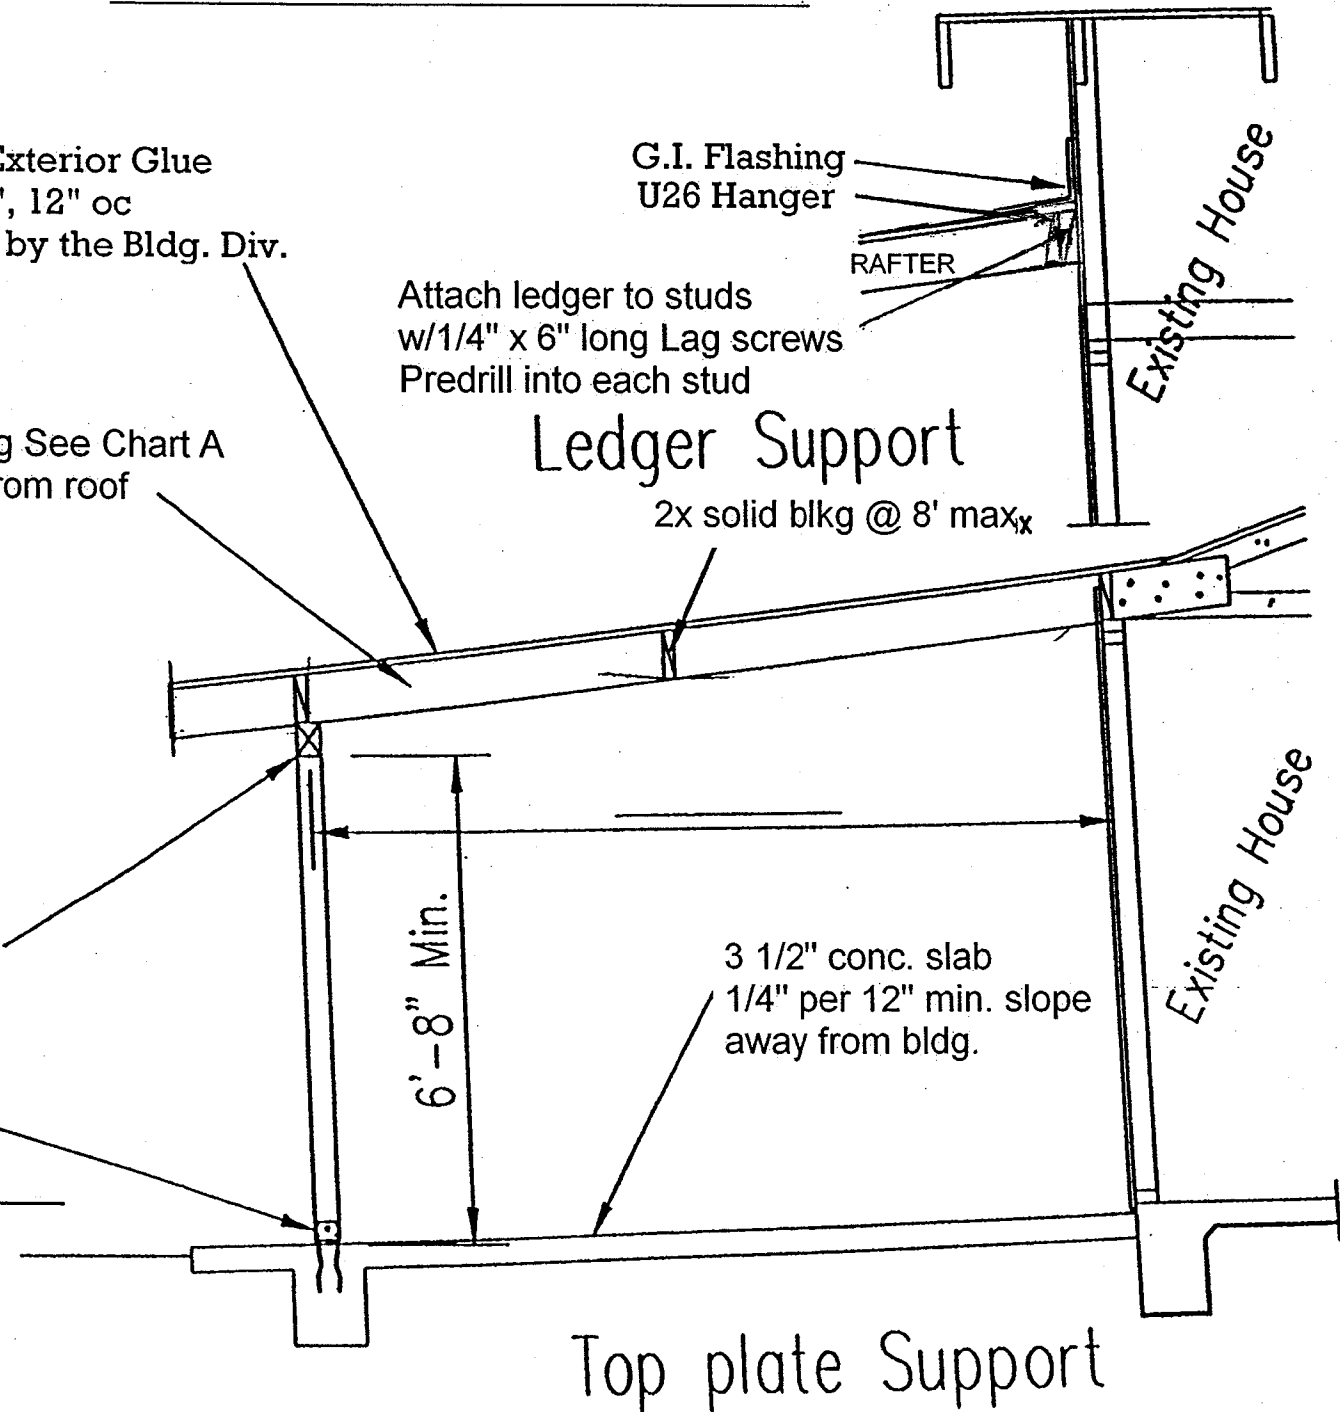 Exterior Glue
", 12" oc
by the Bldg. Div.
G.I. Flashing
U26 Hanger
RAFTER
Attach ledger to studs
w/1/4" x 6" long Lag screws
Predrill into each stud
Existing House
g See Chart A
rom roof
Ledger Support
2x solid blkg @ 8' max
6'-8" Min.
3 1/2" conc. slab
1/4" per 12" min. slope
away from bldg.
Existing House
Top plate Support